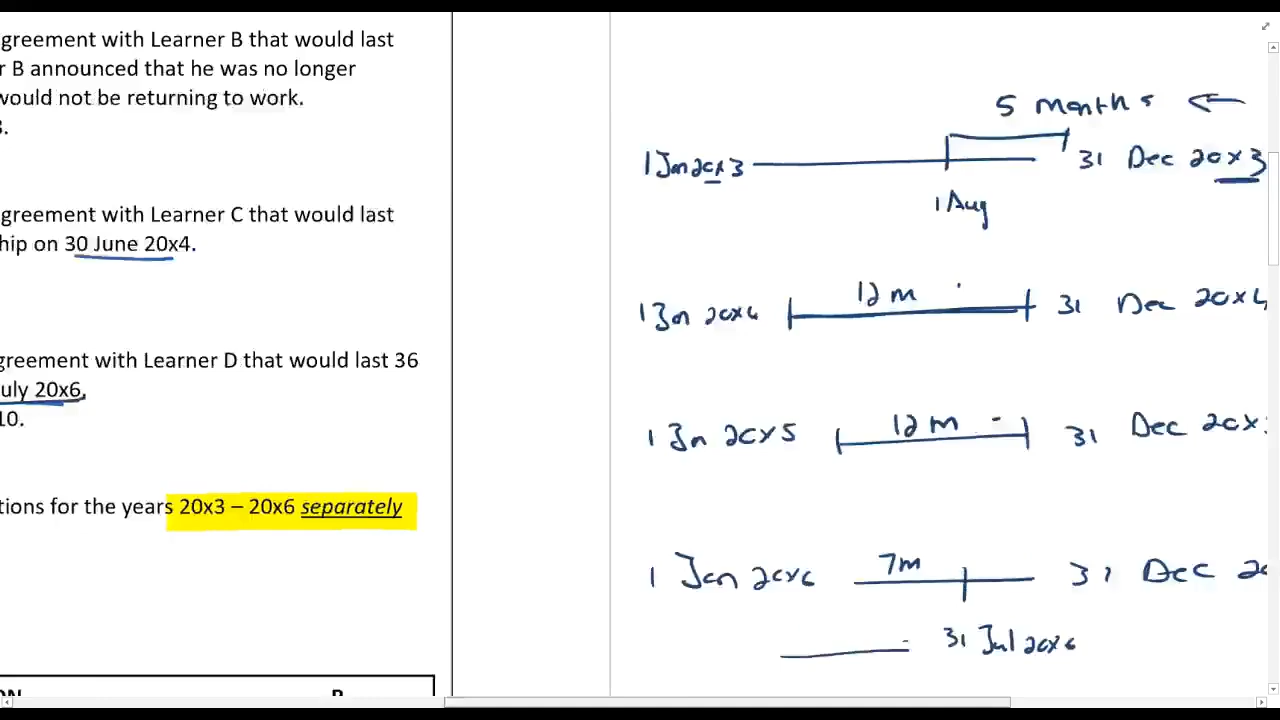 greement with Learner B that would last
r B announced that he was no longer
would not be returning to work.
3.
greement with Learner C that would last
hip on 30 June 20x4.
greement with Learner D that would last 36
uly 20x6,
10.
tions for the years 20x3 – 20x6 separately
ON R
5 months ←
1 Jan 20x3 31 Dec 20x3
1 Aug
12 m
1 Jan 20x4 31 Dec 20x4
12 m
1 Jan 20x5 31 Dec 20x
7m
1 Jan 20x6 31 Dec 20
31 Jul 20x6